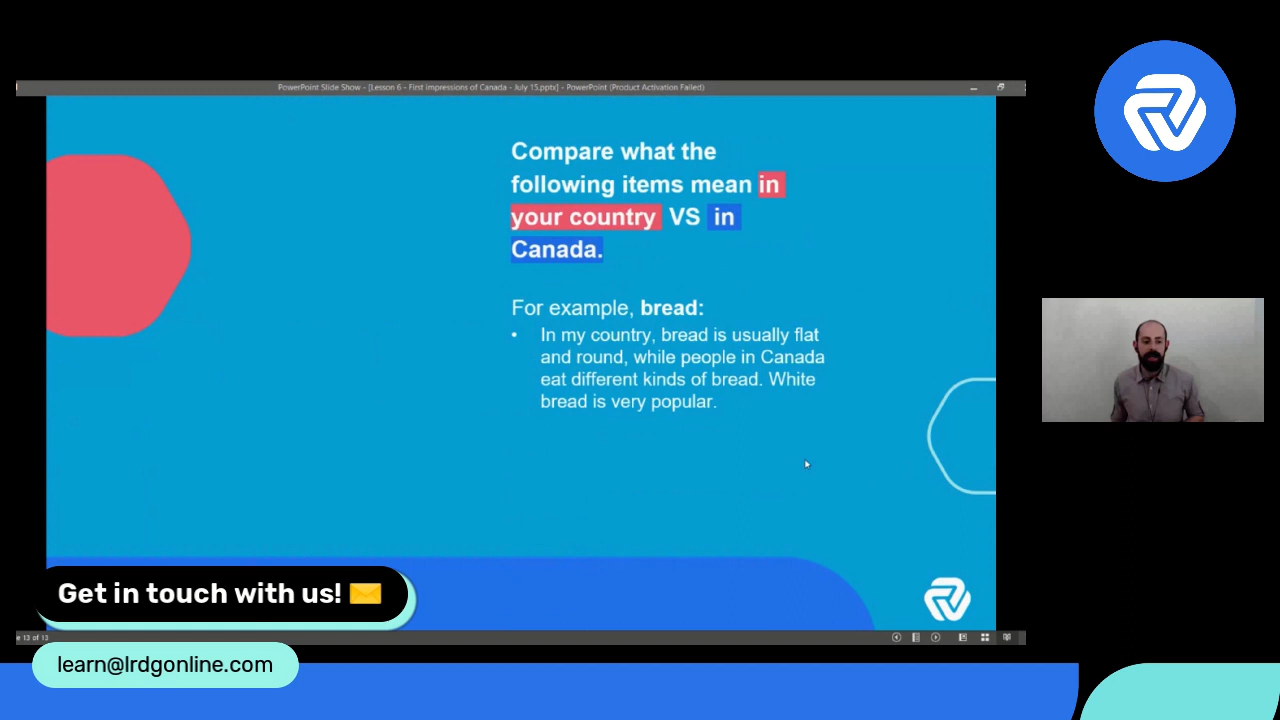 PowerPoint Slide Show - [Lesson 6 - First impressions of Canada - July 15.pptx] - PowerPoint (Product Activation Failed)
Compare what the
following items mean in
your country VS in
Canada.
For example, bread:
• In my country, bread is usually flat
and round, while people in Canada
eat different kinds of bread. White
bread is very popular.
Get in touch with us! ✉️
13 of 13
learn@lrdgonline.com